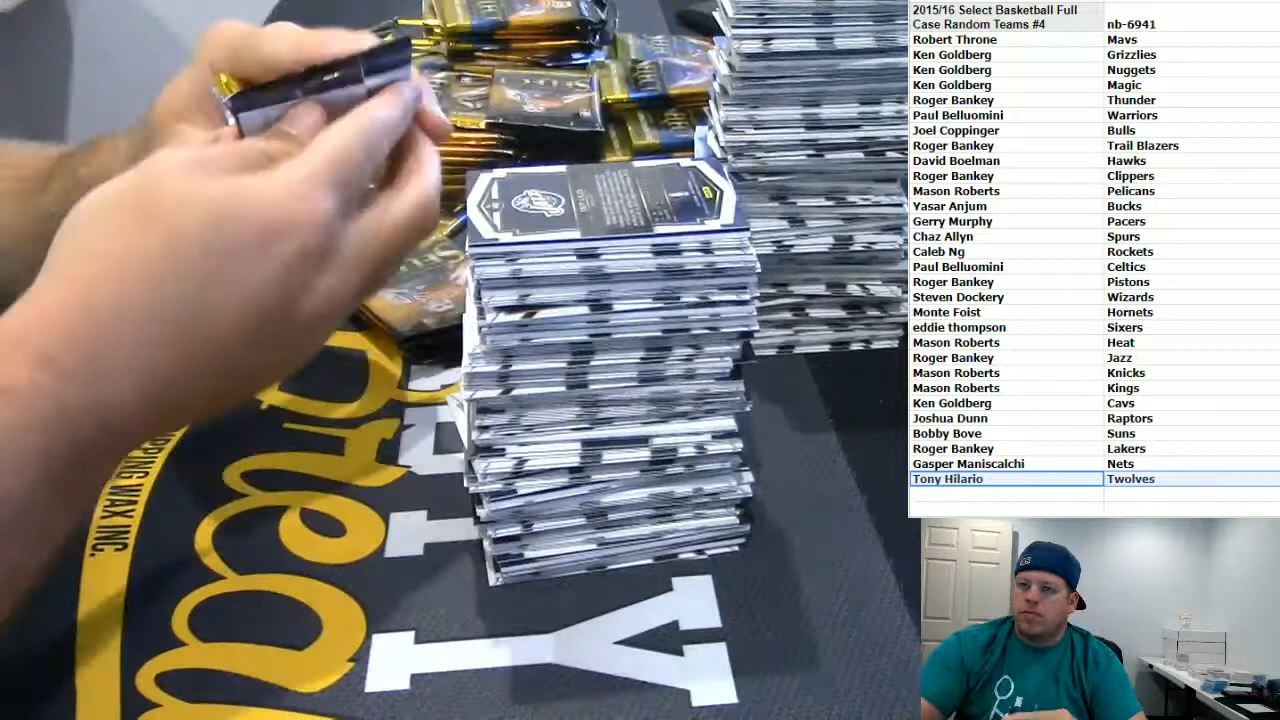 2015/16 Select Basketball Full
Case Random Teams #4 nb-6941
Robert Throne Mavs
Ken Goldberg Grizzlies
Ken Goldberg Nuggets
Ken Goldberg Magic
Roger Bankey Thunder
Paul Belluomini Warriors
Joel Coppinger Bulls
Roger Bankey Trail Blazers
David Boelman Hawks
Roger Bankey Clippers
Mason Roberts Pelicans
Yasar Anjum Bucks
Gerry Murphy Pacers
Chaz Allyn Spurs
Caleb Ng Rockets
Paul Belluomini Celtics
Roger Bankey Pistons
Steven Dockery Wizards
Monte Foist Hornets
eddie thompson Sixers
Mason Roberts Heat
Roger Bankey Jazz
Mason Roberts Knicks
Mason Roberts Kings
Ken Goldberg Cavs
Joshua Dunn Raptors
Bobby Bove Suns
Roger Bankey Lakers
Gasper Maniscalchi Nets
Tony Hilario Twolves
Brea
WAX INC.